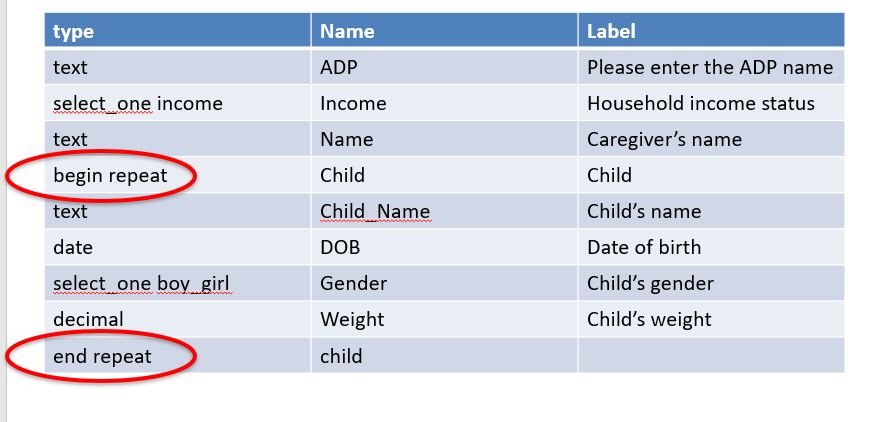 type Name Label
text ADP Please enter the ADP name
select_one income Income Household income status
text Name Caregiver’s name
begin repeat Child Child
text Child_Name Child’s name
date DOB Date of birth
select_one boy_girl Gender Child’s gender
decimal Weight Child’s weight
end repeat child